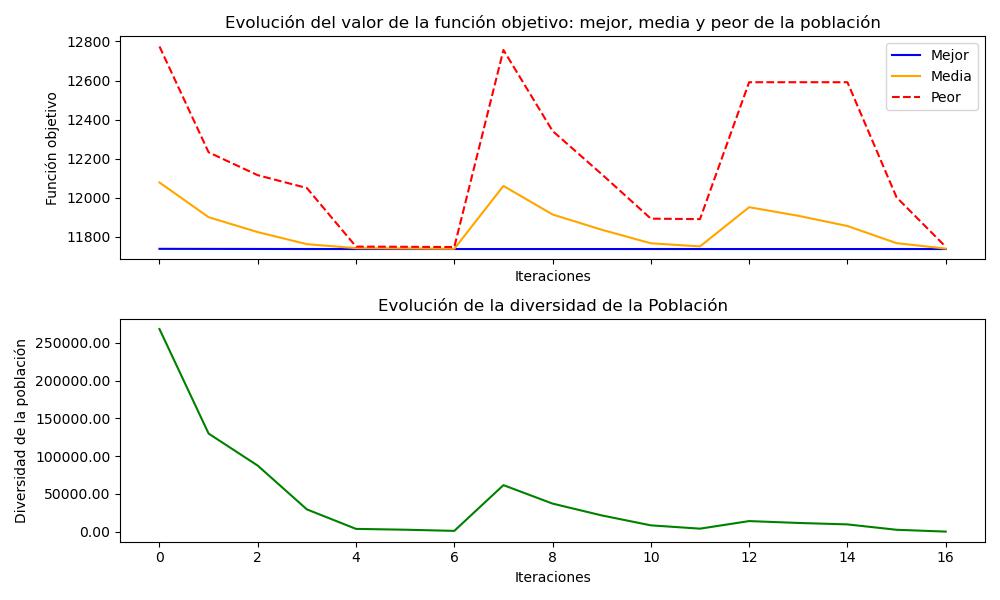 Evolución del valor de la función objetivo: mejor, media y peor de la población
12800
12600
12400
12200
12000
11800
Función objetivo
Mejor
Media
Peor
Iteraciones
Evolución de la diversidad de la Población
250000.00
200000.00
150000.00
100000.00
50000.00
0.00
Diversidad de la población
0 2 4 6 8 10 12 14 16
Iteraciones